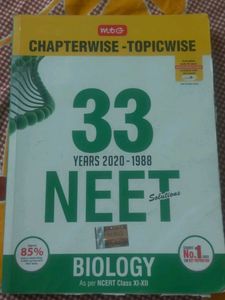 mtG
CHAPTERWISE - TOPICWISE
33
YEARS 2020 - 1988
NEET
Solutions
85%
No.1
BIOLOGY
As per NCERT Class XI-XII